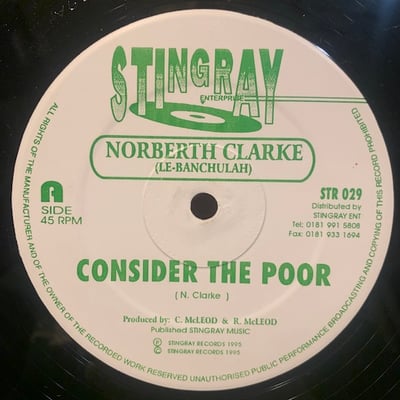 STINGRAY
ENTERPRISE
NORBERTH CLARKE
(LE-BANCHULAH)
A
SIDE
45 RPM
STR 029
Distributed by
STINGRAY ENT
Tel: 0181 991 5808
Fax: 0181 933 1694
CONSIDER THE POOR
( N. Clarke )
Produced by: C. McLEOD & R. McLEOD
Published STINGRAY MUSIC
Ⓟ STINGRAY RECORDS 1995
© STINGRAY RECORDS 1995
ALL RIGHTS OF THE MANUFACTURER AND OF THE OWNER OF THE RECORDED WORK RESERVED UNAUTHORISED PUBLIC PERFORMANCE BROADCASTING AND COPYING OF THIS RECORD PROHIBITED